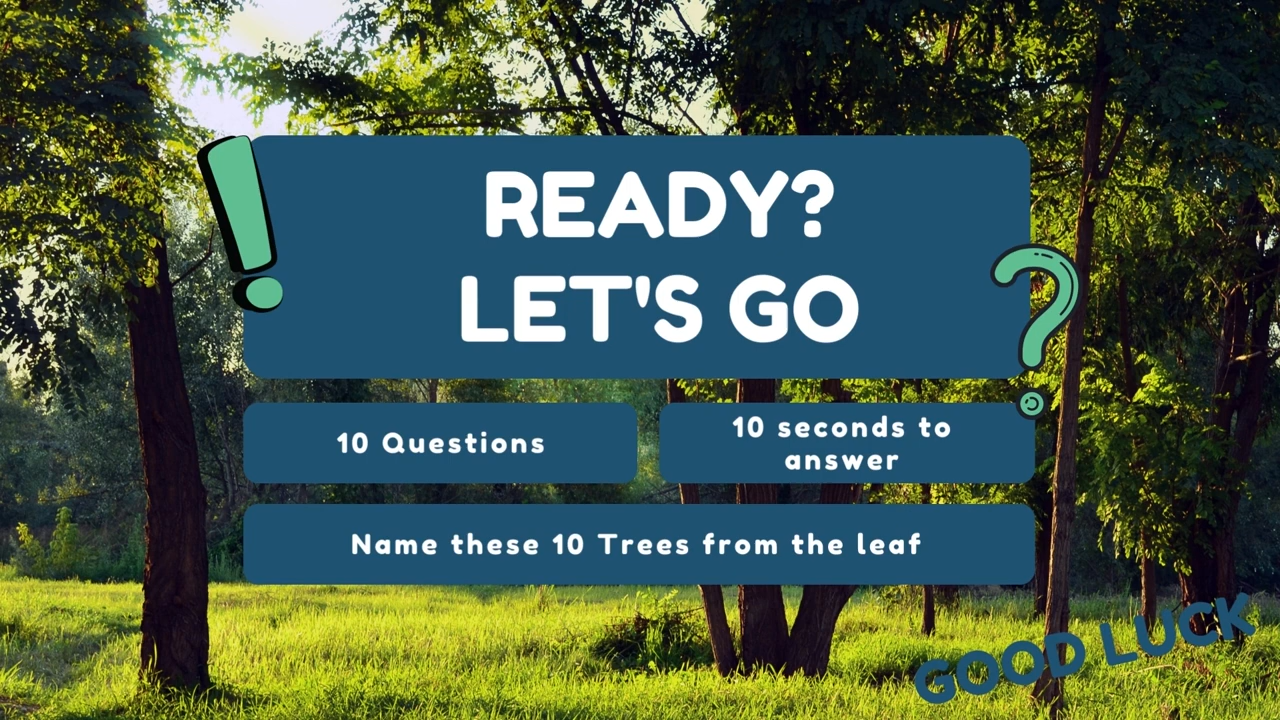 READY?
LET'S GO
10 Questions
10 seconds to
answer
Name these 10 Trees from the leaf
GOOD LUCK